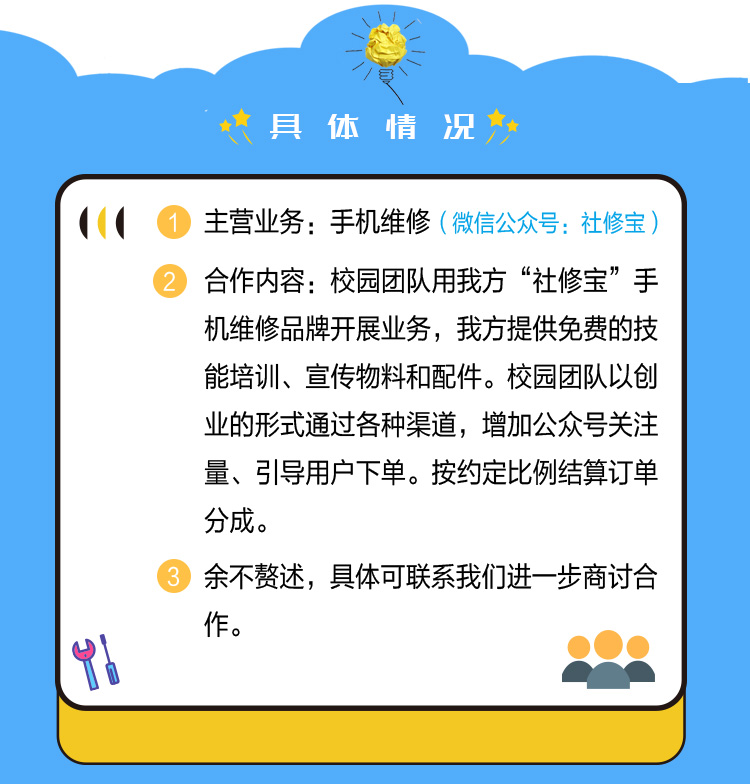 具体情况
1 主营业务：手机维修（微信公众号：社修宝）
2 合作内容：校园团队用我方“社修宝”手
机维修品牌开展业务，我方提供免费的技
能培训、宣传物料和配件。校园团队以创
业的形式通过各种渠道，增加公众号关注
量、引导用户下单。按约定比例结算订单
分成。
3 余不赘述，具体可联系我们进一步商讨合
作。